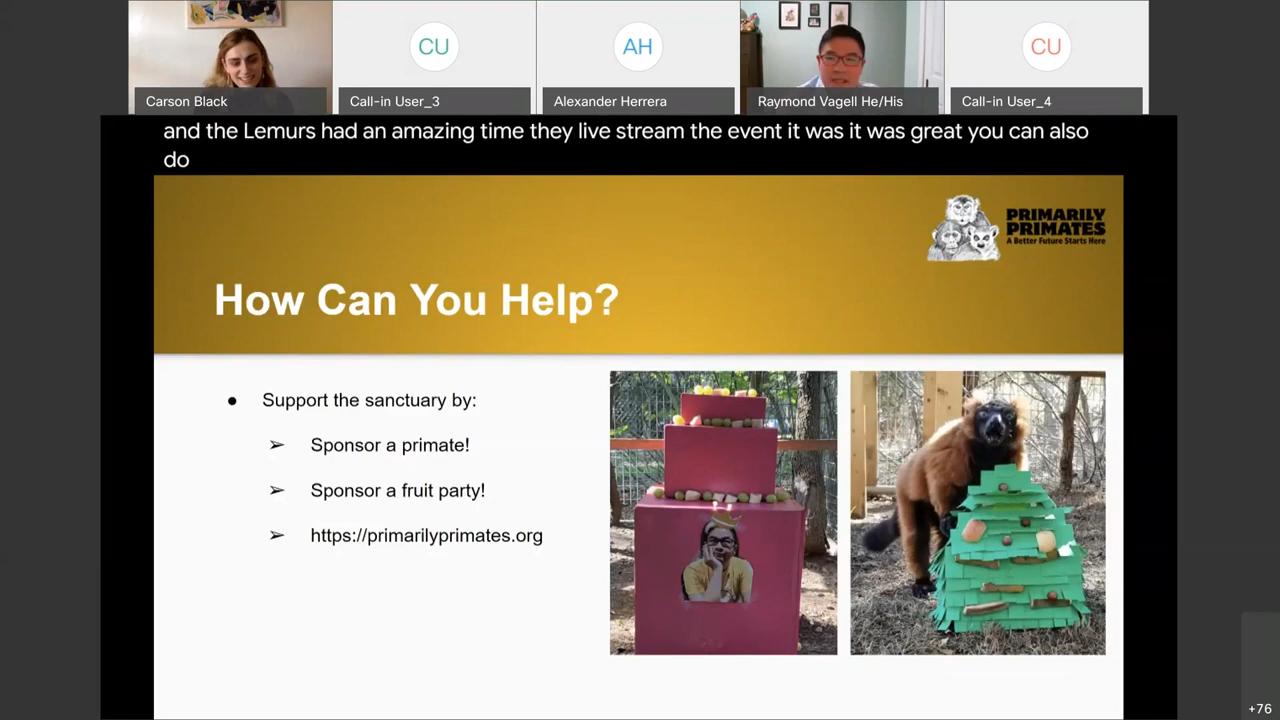 CU
AH
CU
Carson Black
Call-in User_3
Alexander Herrera
Raymond Vagell He/His
Call-in User_4
and the Lemurs had an amazing time they live stream the event it was it was great you can also
do
PRIMARILY
PRIMATES
A Better Future Starts Here
How Can You Help?
● Support the sanctuary by:
➢ Sponsor a primate!
➢ Sponsor a fruit party!
➢ https://primarilyprimates.org
+76